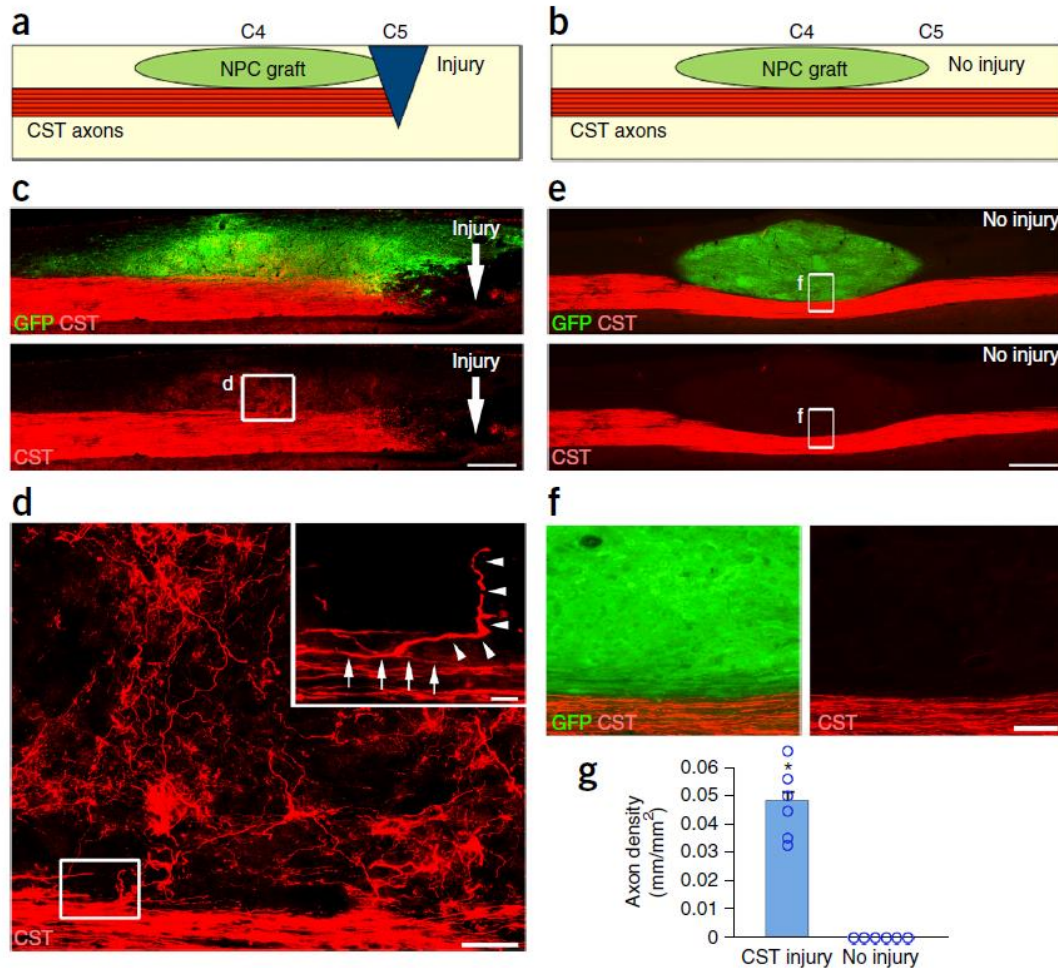 a
C4 C5
NPC graft
Injury
CST axons
b
C4 C5
NPC graft
No injury
CST axons
c
Injury
GFP CST
d
Injury
CST
e
No injury
f
GFP CST
No injury
f
CST
d
CST
f
GFP CST
CST
g
Axon density
(mm/mm²)
0.06
0.05
0.04
0.03
0.02
0.01
0
*
CST injury No injury